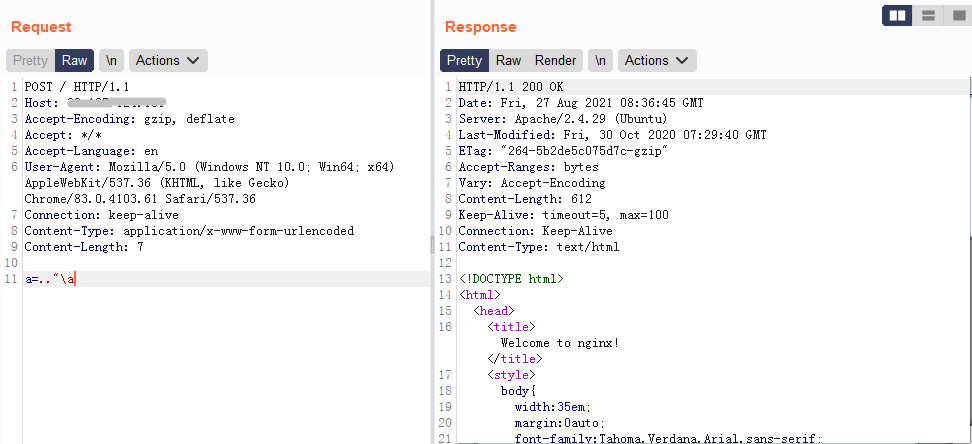 Request
Pretty Raw \n Actions
1 POST / HTTP/1.1
2 Host:
3 Accept-Encoding: gzip, deflate
4 Accept: */*
5 Accept-Language: en
6 User-Agent: Mozilla/5.0 (Windows NT 10.0; Win64; x64)
AppleWebKit/537.36 (KHTML, like Gecko)
Chrome/83.0.4103.61 Safari/537.36
7 Connection: keep-alive
8 Content-Type: application/x-www-form-urlencoded
9 Content-Length: 7
10
11 a=.."\a
Response
Pretty Raw Render \n Actions
1 HTTP/1.1 200 OK
2 Date: Fri, 27 Aug 2021 08:36:45 GMT
3 Server: Apache/2.4.29 (Ubuntu)
4 Last-Modified: Fri, 30 Oct 2020 07:29:40 GMT
5 ETag: "264-5b2de5c075d7c-gzip"
6 Accept-Ranges: bytes
7 Vary: Accept-Encoding
8 Content-Length: 612
9 Keep-Alive: timeout=5, max=100
10 Connection: Keep-Alive
11 Content-Type: text/html
12
13 <!DOCTYPE html>
14 <html>
15 <head>
16 <title>
Welcome to nginx!
</title>
17 <style>
18 body{
19 width:35em;
20 margin:0auto;
21 font-family:Tahoma,Verdana,Arial,sans-serif;